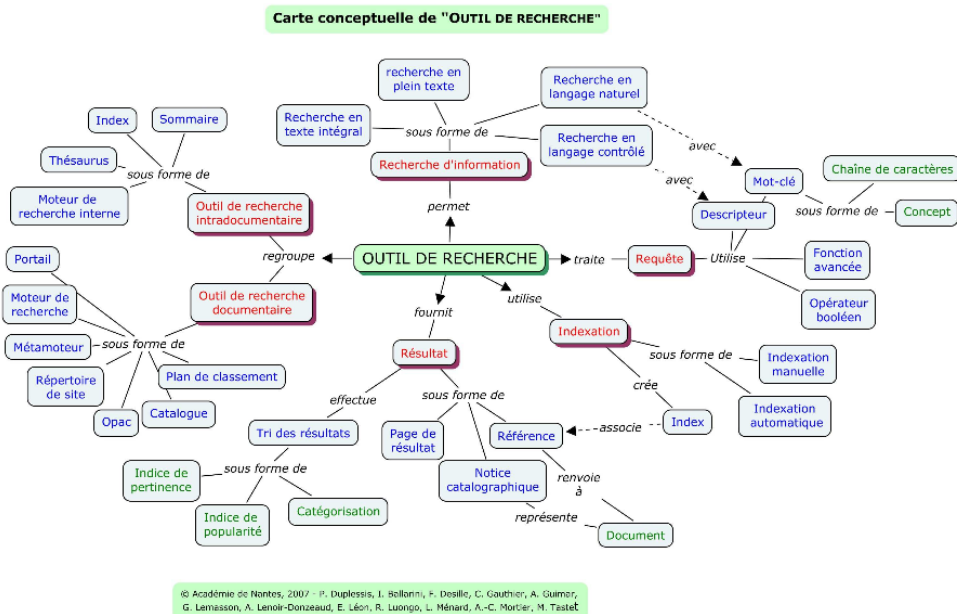 Carte conceptuelle de "OUTIL DE RECHERCHE"
recherche en
plein texte
Recherche en
langage naturel
Index
Sommaire
Recherche en
texte intégral
sous forme de
Recherche en
langage contrôlé
avec
Thésaurus
sous forme de
Recherche d'information
avec
Mot-clé
Chaîne de caractères
Moteur de
recherche interne
Outil de recherche
intradocumentaire
permet
Descripteur
sous forme de
Concept
Portail
regroupe
OUTIL DE RECHERCHE
traite
Requête
Utilise
Fonction
avancée
Moteur de
recherche
Outil de recherche
documentaire
fournit
utilise
Opérateur
booléen
Métamoteur
sous forme de
Résultat
Indexation
sous forme de
Indexation
manuelle
Répertoire
de site
Plan de classement
effectue
sous forme de
crée
Opac
Catalogue
Tri des résultats
Page de
résultat
Référence
associe
Index
Indexation
automatique
Indice de
pertinence
sous forme de
Notice
catalographique
renvoie
à
Indice de
popularité
Catégorisation
représente
Document
© Académie de Nantes, 2007 - P. Duplessis, I. Ballarini, F. Desille, C. Gauthier, A. Guimar,
G. Lemasson, A. Lenoir-Donzeaud, E. Léon, R. Luongo, L. Ménard, A.-C. Mortier, M. Tastet